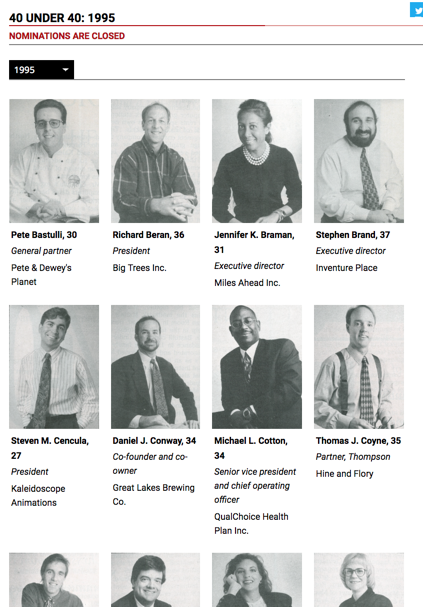 40 UNDER 40: 1995
NOMINATIONS ARE CLOSED
1995
Pete Bastulli, 30
General partner
Pete & Dewey's
Planet
Richard Beran, 36
President
Big Trees Inc.
Jennifer K. Braman,
31
Executive director
Miles Ahead Inc.
Stephen Brand, 37
Executive director
Inventure Place
Steven M. Cencula,
27
President
Kaleidoscope
Animations
Daniel J. Conway, 34
Co-founder and co-
owner
Great Lakes Brewing
Co.
Michael L. Cotton,
34
Senior vice president
and chief operating
officer
QualChoice Health
Plan Inc.
Thomas J. Coyne, 35
Partner, Thompson
Hine and Flory